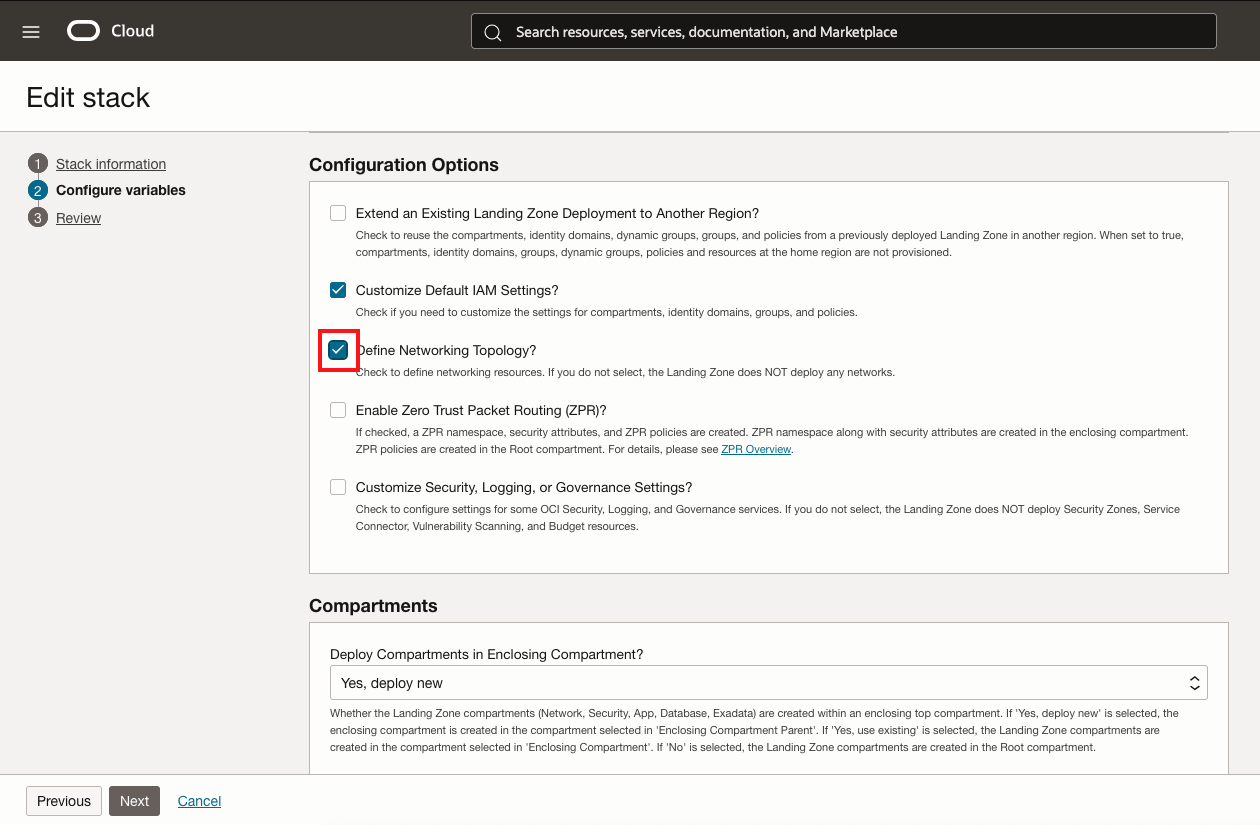 Cloud
Search resources, services, documentation, and Marketplace
Edit stack
1 Stack information
2 Configure variables
3 Review
Configuration Options
Extend an Existing Landing Zone Deployment to Another Region?
Check to reuse the compartments, identity domains, dynamic groups, groups, and policies from a previously deployed Landing Zone in another region. When set to true,
compartments, identity domains, groups, dynamic groups, policies and resources at the home region are not provisioned.
Customize Default IAM Settings?
Check if you need to customize the settings for compartments, identity domains, groups, and policies.
Define Networking Topology?
Check to define networking resources. If you do not select, the Landing Zone does NOT deploy any networks.
Enable Zero Trust Packet Routing (ZPR)?
If checked, a ZPR namespace, security attributes, and ZPR policies are created. ZPR namespace along with security attributes are created in the enclosing compartment.
ZPR policies are created in the Root compartment. For details, please see ZPR Overview.
Customize Security, Logging, or Governance Settings?
Check to configure settings for some OCI Security, Logging, and Governance services. If you do not select, the Landing Zone does NOT deploy Security Zones, Service
Connector, Vulnerability Scanning, and Budget resources.
Compartments
Deploy Compartments in Enclosing Compartment?
Yes, deploy new
Whether the Landing Zone compartments (Network, Security, App, Database, Exadata) are created within an enclosing top compartment. If 'Yes, deploy new' is selected, the
enclosing compartment is created in the compartment selected in 'Enclosing Compartment Parent'. If 'Yes, use existing' is selected, the Landing Zone compartments are
created in the compartment selected in 'Enclosing Compartment'. If 'No' is selected, the Landing Zone compartments are created in the Root compartment.
Previous Next Cancel